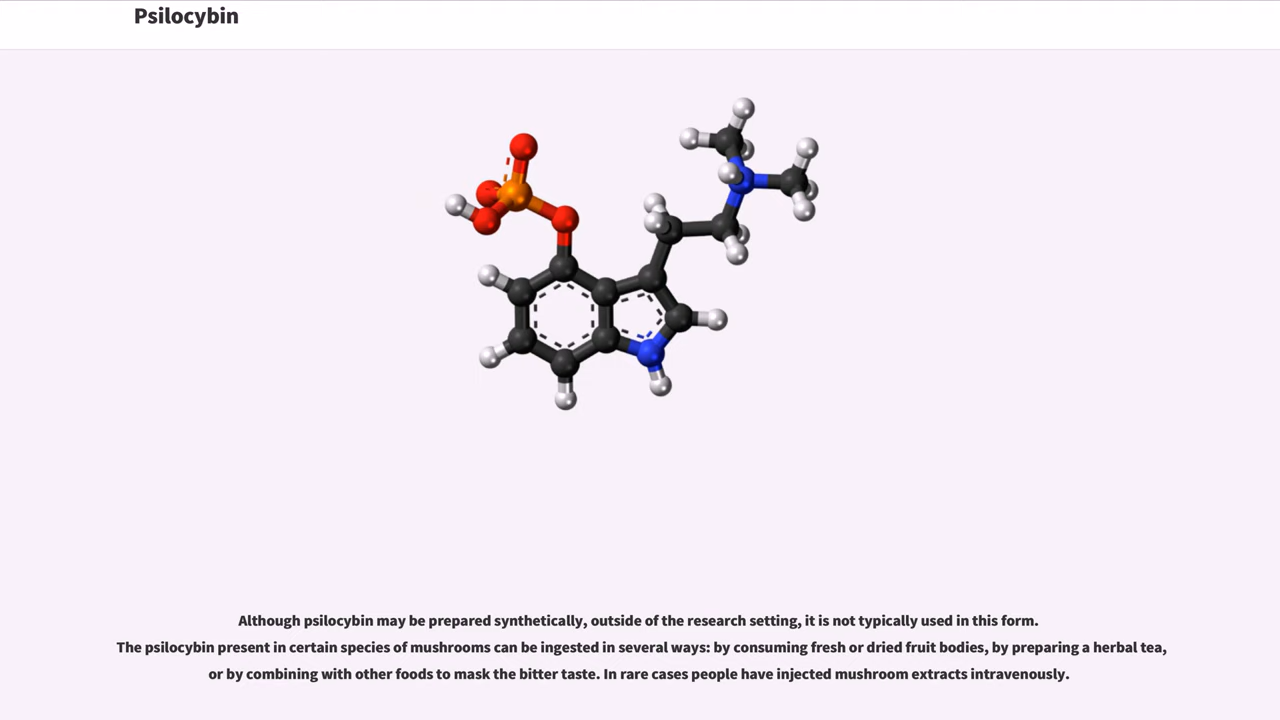 Psilocybin
Although psilocybin may be prepared synthetically, outside of the research setting, it is not typically used in this form.
The psilocybin present in certain species of mushrooms can be ingested in several ways: by consuming fresh or dried fruit bodies, by preparing a herbal tea,
or by combining with other foods to mask the bitter taste. In rare cases people have injected mushroom extracts intravenously.